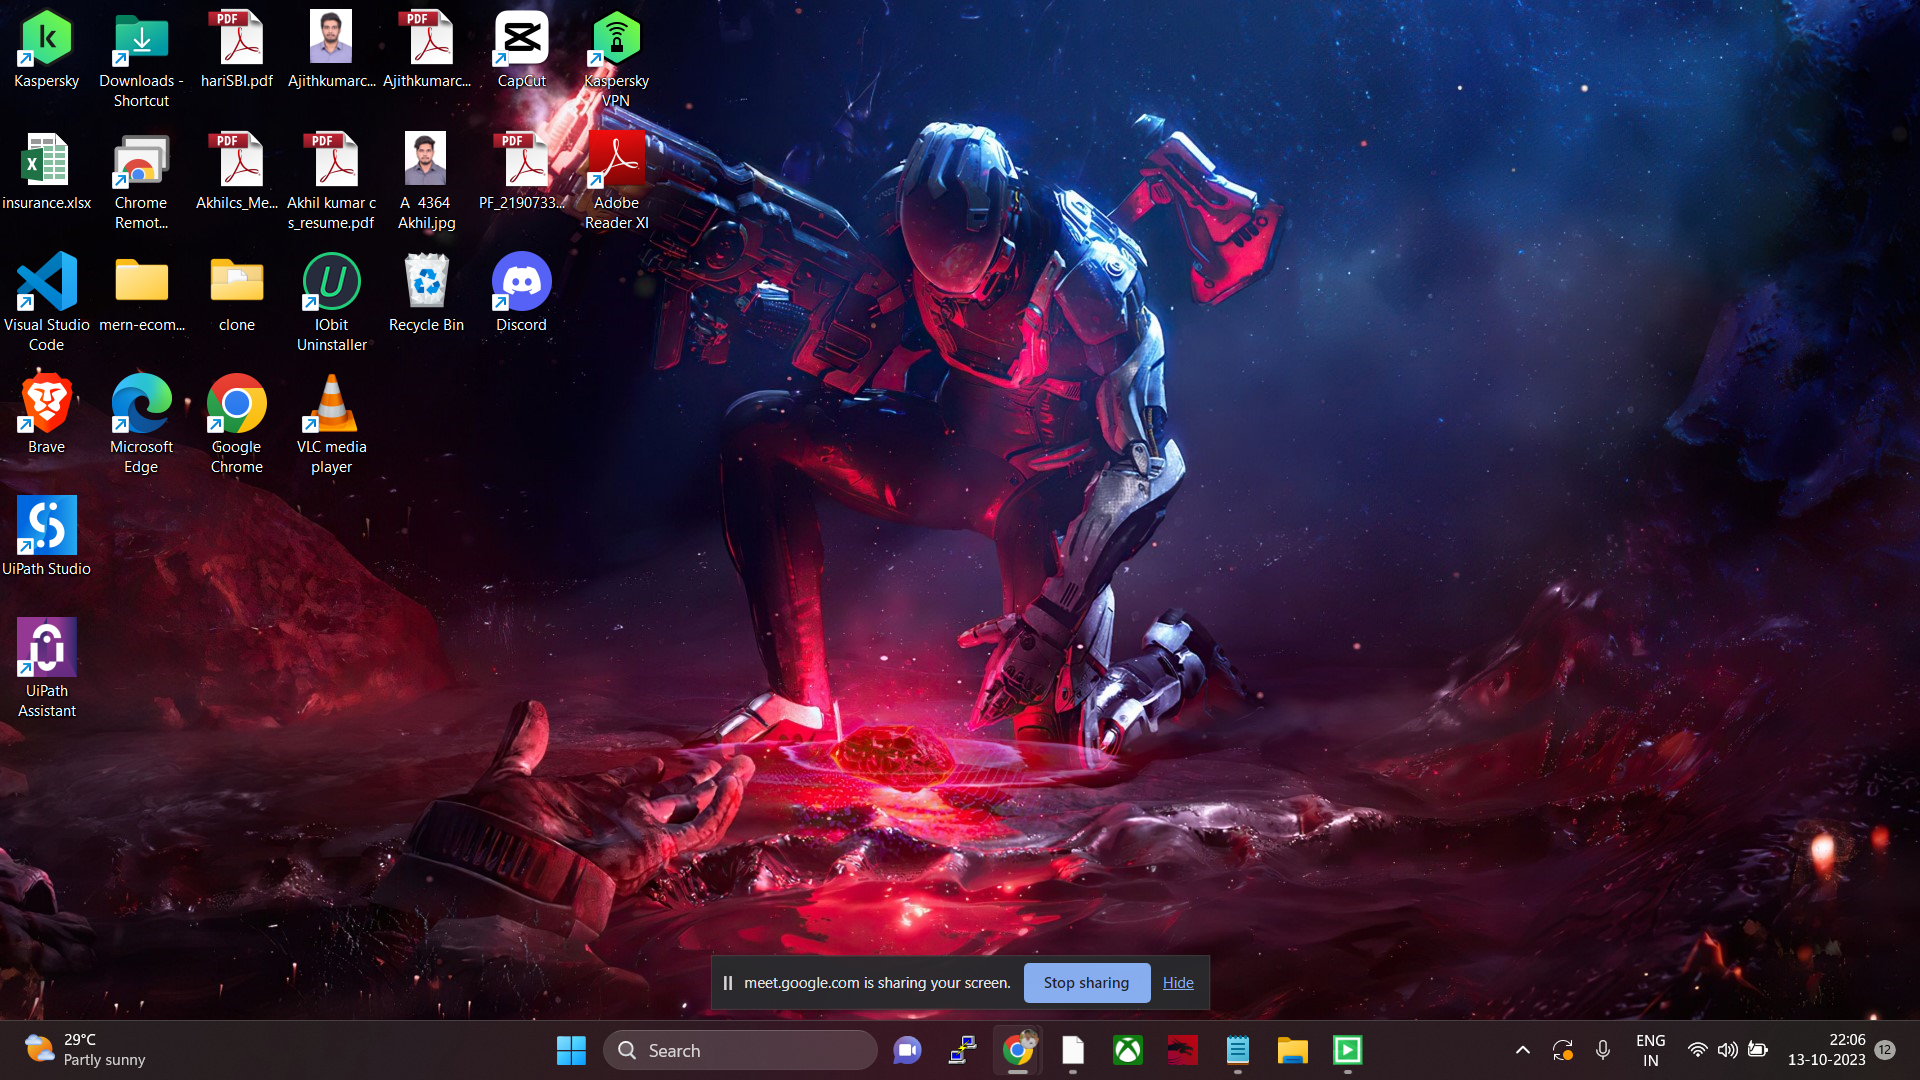 Kaspersky
Downloads -
Shortcut
hariSBI.pdf
Ajithkumarc...
Ajithkumarc...
CapCut
Kaspersky
VPN
insurance.xlsx
Chrome
Remot...
Akhilcs_Me...
Akhil kumar c
s_resume.pdf
A 4364
Akhil.jpg
PF_2190733...
Adobe
Reader XI
Visual Studio
Code
mern-ecom...
clone
IObit
Uninstaller
Recycle Bin
Discord
Brave
Microsoft
Edge
Google
Chrome
VLC media
player
UiPath Studio
UiPath
Assistant
meet.google.com is sharing your screen.
Stop sharing
Hide
29°C
Partly sunny
Search
ENG
IN
22:06
13-10-2023
12
PDF
PDF
PDF
PDF
PDF